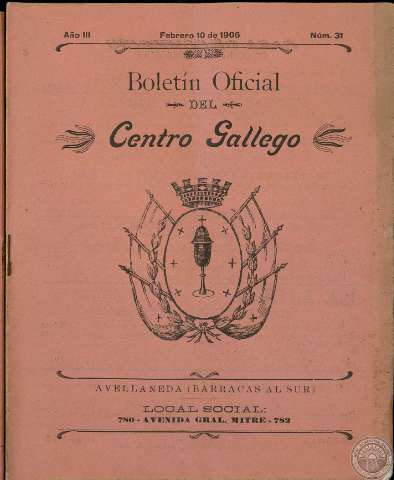 Año III Febrero 10 de 1906 Núm. 31
Boletín Oficial
DEL
Centro Gallego
AVELLANEDA (BARRACAS AL SUR)
LOCAL SOCIAL:
780 - AVENIDA GRAL. MITRE - 782